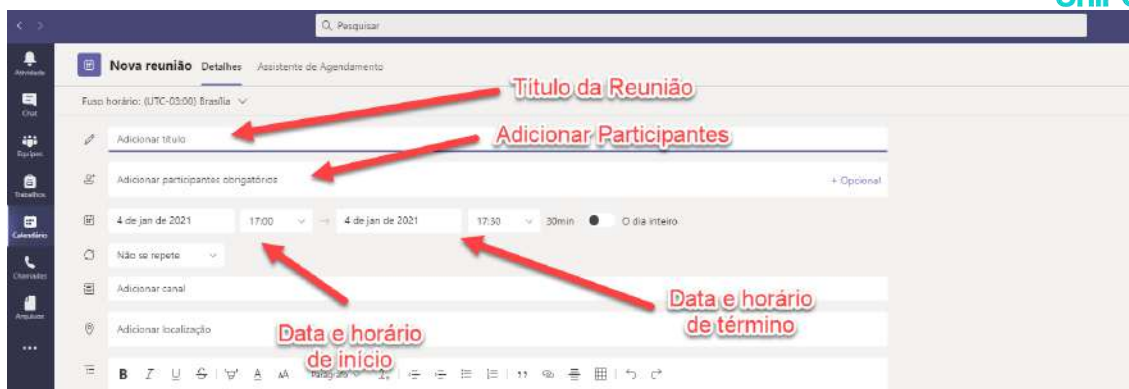 Pesquisar
Atividade
Nova reunião Detalhes Assistente de Agendamento
Título da Reunião
Chat
Fuso horário: (UTC-03:00) Brasília
Adicionar título
Adicionar Participantes
Equipes
Adicionar participantes obrigatórios
+ Opcional
Trabalhos
4 de jan de 2021 17:00 → 4 de jan de 2021 17:30 30min O dia inteiro
Calendário
Não se repete
Chamadas
Adicionar canal
Data e horário
de término
Arquivos
Adicionar localização
Data e horário
de início
B I U S A AA Parágrafo